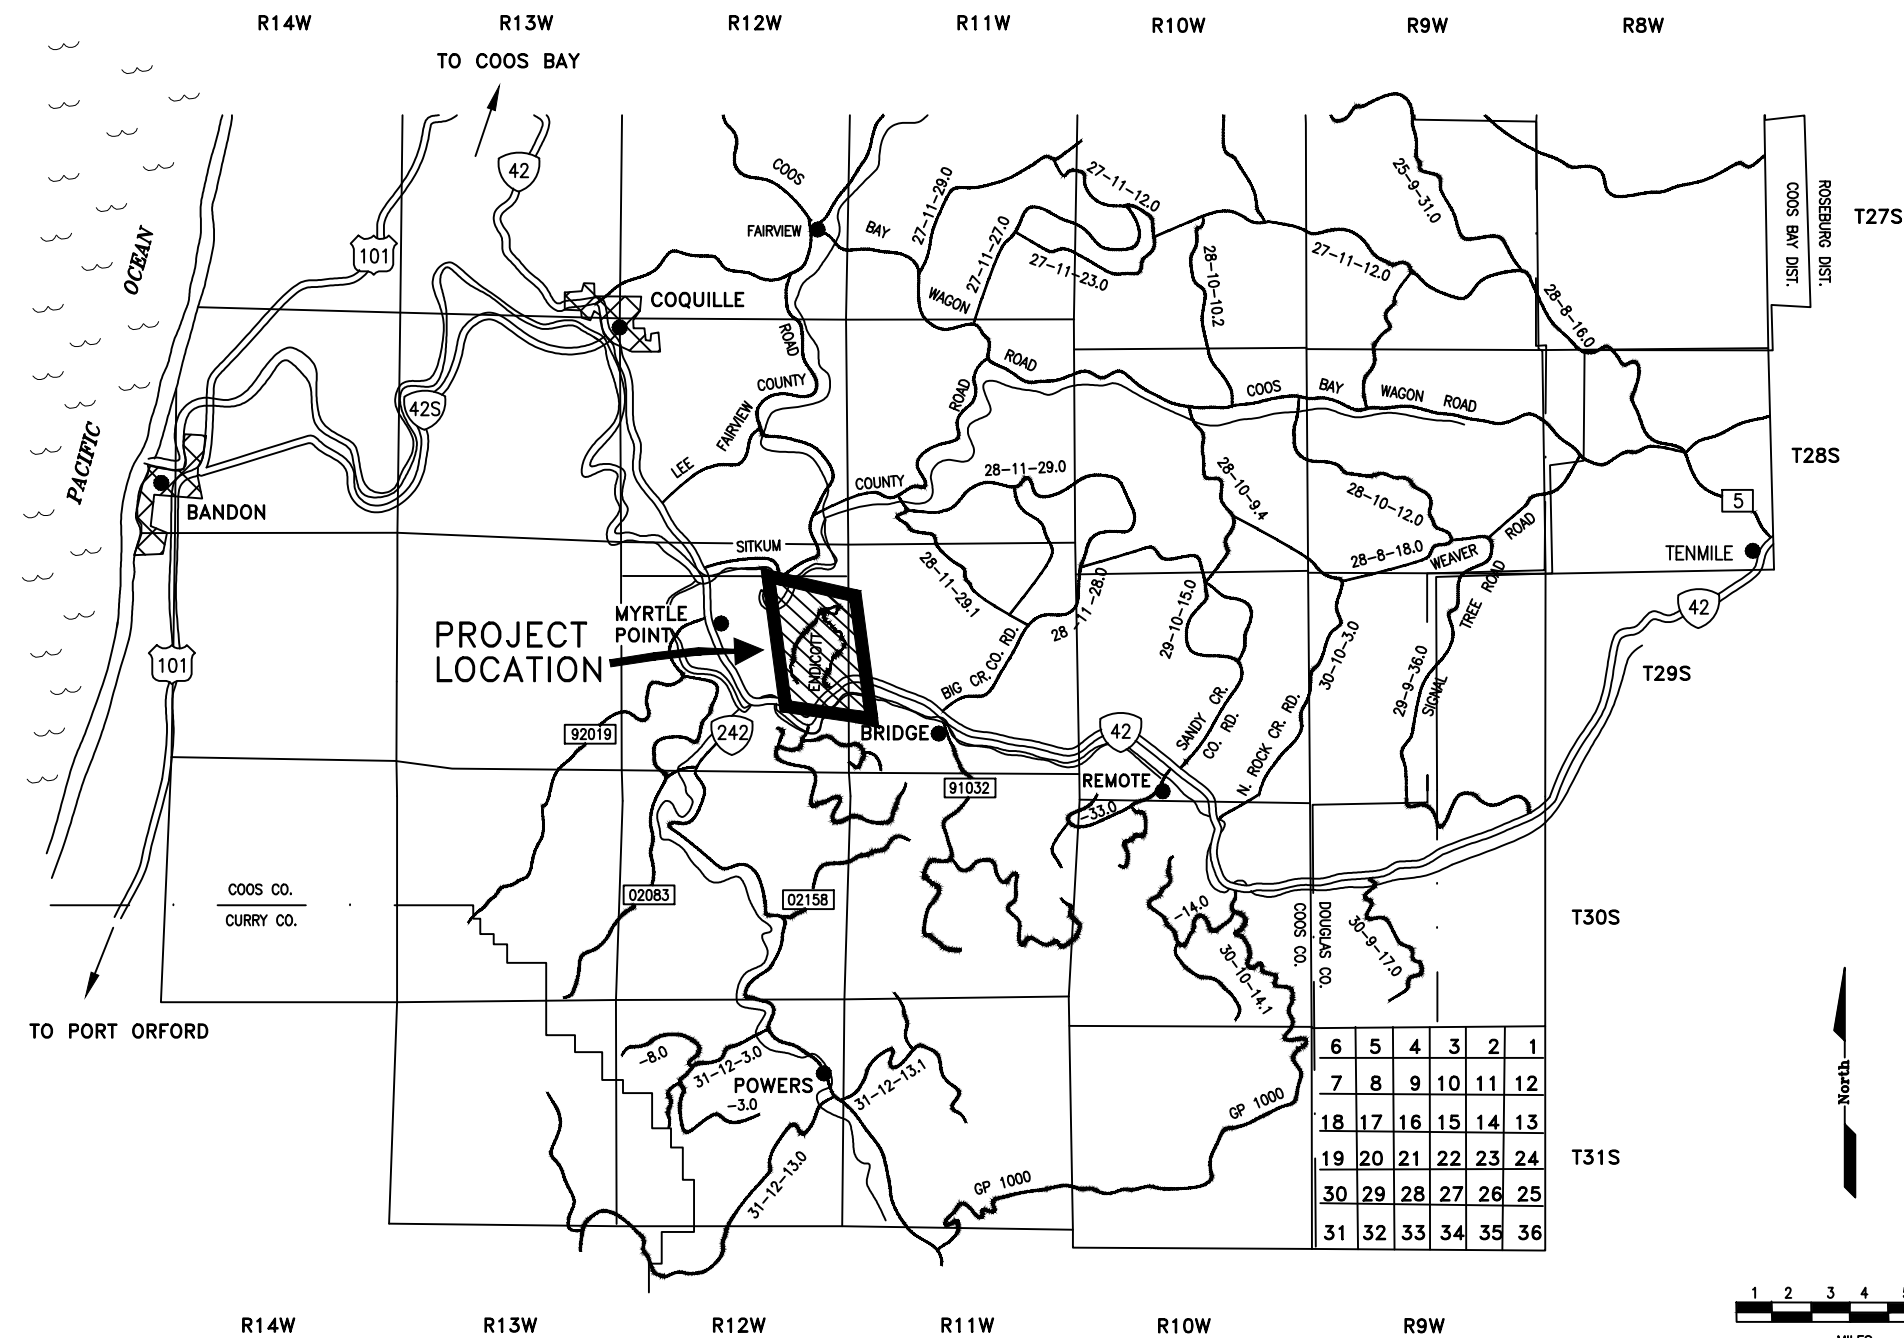 R14W R13W R12W R11W R10W R9W R8W
TO COOS BAY
42
COOS
27-11-29.0
27-11-12.0
25-9-31.0
COOS BAY DIST.
ROSEBURG DIST.
T27S
PACIFIC OCEAN
101
FAIRVIEW
BAY
27-11-27.0
27-11-23.0
28-10-10.2
27-11-12.0
COQUILLE
WAGON
28-8-16.0
ROAD
ROAD
COUNTY
ROAD
COOS BAY WAGON ROAD
42S
LEE FAIRVIEW
COUNTY
28-11-29.0
28-10-9.4
28-10-12.0
T28S
5
BANDON
SITKUM
28-11-29.1
28-8-18.0
WEAVER
ROAD
TENMILE
MYRTLE
POINT
PROJECT
LOCATION
ENDICOTT
28-11-28.0
29-10-15.0
30-10-3.0
TREE ROAD
42
101
BIG CR. CO. RD.
29-9-36.0
SIGNAL
T29S
92019
242
BRIDGE
42
SANDY CR.
CO. RD.
N. ROCK CR. RD.
91032
REMOTE
-33.0
COOS CO.
CURRY CO.
02083
02158
-14.0
COOS CO.
DOUGLAS CO.
30-9-17.0
T30S
30-10-14.1
TO PORT ORFORD
-8.0
31-12-3.0
POWERS
-3.0
31-12-13.1
GP 1000
6 5 4 3 2 1
7 8 9 10 11 12
18 17 16 15 14 13
19 20 21 22 23 24
30 29 28 27 26 25
31 32 33 34 35 36
North
T31S
31-12-13.0
GP 1000
1 2 3 4
R14W R13W R12W R11W R10W R9W